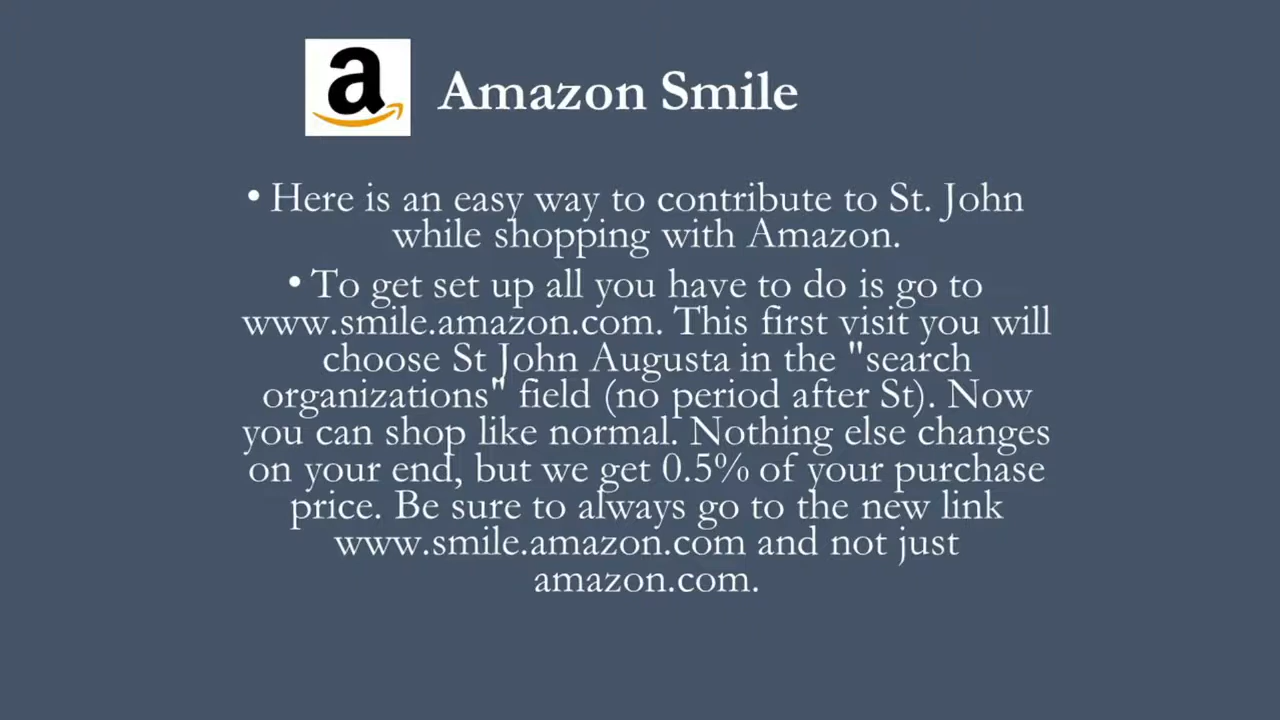 a
Amazon Smile
• Here is an easy way to contribute to St. John
while shopping with Amazon.
• To get set up all you have to do is go to
www.smile.amazon.com. This first visit you will
choose St John Augusta in the "search
organizations" field (no period after St). Now
you can shop like normal. Nothing else changes
on your end, but we get 0.5% of your purchase
price. Be sure to always go to the new link
www.smile.amazon.com and not just
amazon.com.